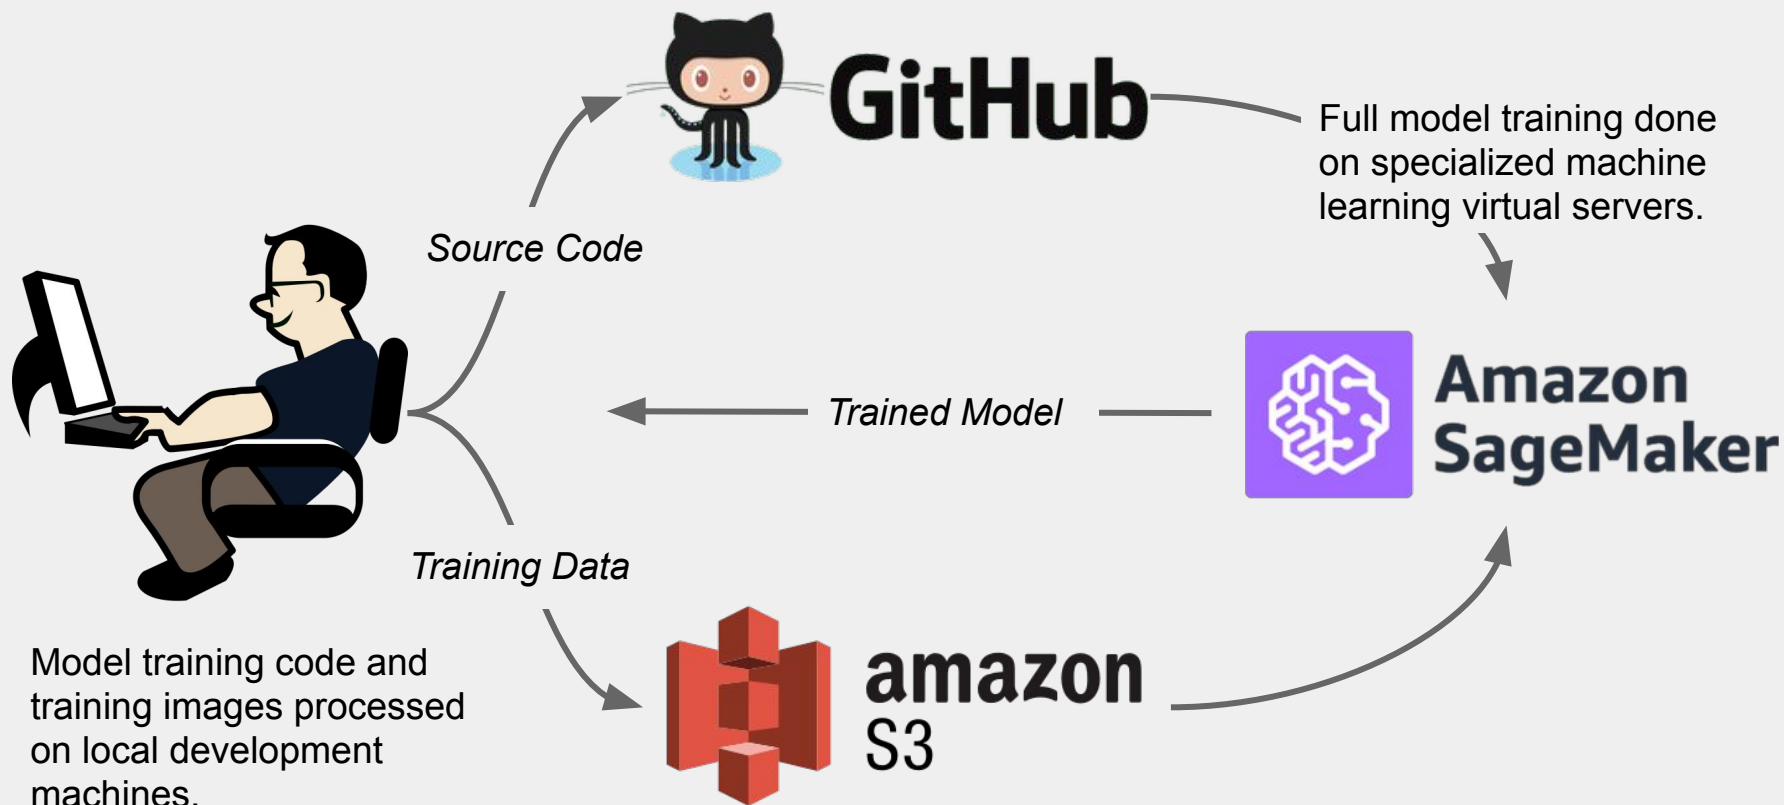 GitHub
Full model training done
on specialized machine
learning virtual servers.
Source Code
Trained Model
Amazon
SageMaker
Training Data
Model training code and
training images processed
on local development
machines.
amazon
S3